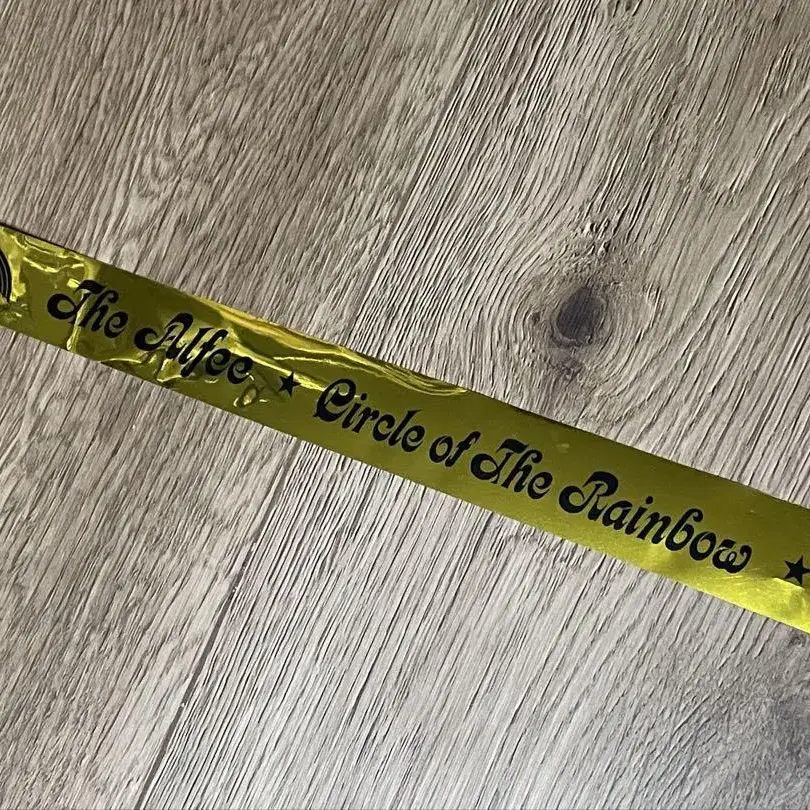 The Alfee ★ Circle of The Rainbow ★